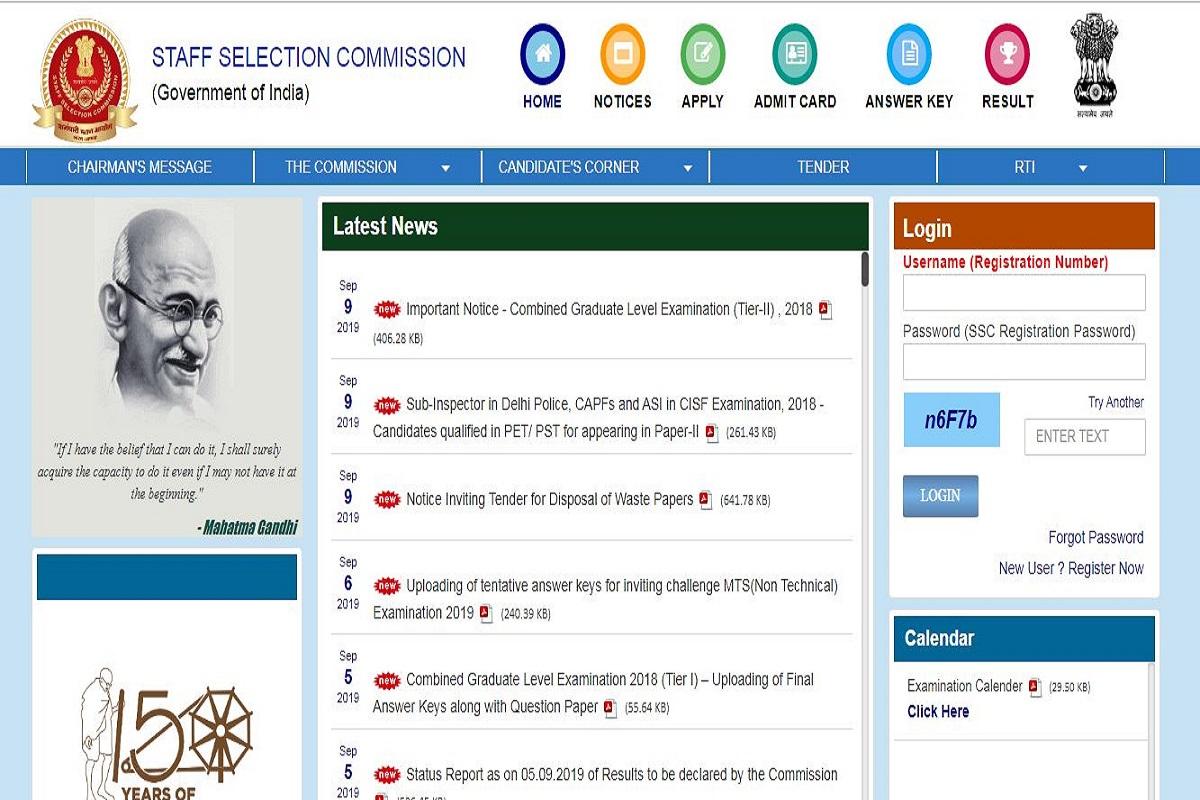 STAFF SELECTION COMMISSION
(Government of India)
HOME
NOTICES
APPLY
ADMIT CARD
ANSWER KEY
RESULT
सत्यमेव जयते
CHAIRMAN'S MESSAGE
THE COMMISSION
CANDIDATE'S CORNER
TENDER
RTI
"If I have the belief that I can do it, I shall surely
acquire the capacity to do it even if I may not have it at
the beginning."
- Mahatma Gandhi
150
YEARS OF
Latest News
Sep
9
2019
new Important Notice - Combined Graduate Level Examination (Tier-II) , 2018
(406.28 KB)
Sep
9
2019
new Sub-Inspector in Delhi Police, CAPFs and ASI in CISF Examination, 2018 -
Candidates qualified in PET/ PST for appearing in Paper-II (261.43 KB)
Sep
9
2019
new Notice Inviting Tender for Disposal of Waste Papers (641.78 KB)
Sep
6
2019
new Uploading of tentative answer keys for inviting challenge MTS(Non Technical)
Examination 2019 (240.39 KB)
Sep
5
2019
new Combined Graduate Level Examination 2018 (Tier I) – Uploading of Final
Answer Keys along with Question Paper (55.64 KB)
Sep
5
2019
new Status Report as on 05.09.2019 of Results to be declared by the Commission
Login
Username (Registration Number)
Password (SSC Registration Password)
n6F7b
Try Another
ENTER TEXT
LOGIN
Forgot Password
New User ? Register Now
Calendar
Examination Calender (29.50 KB)
Click Here